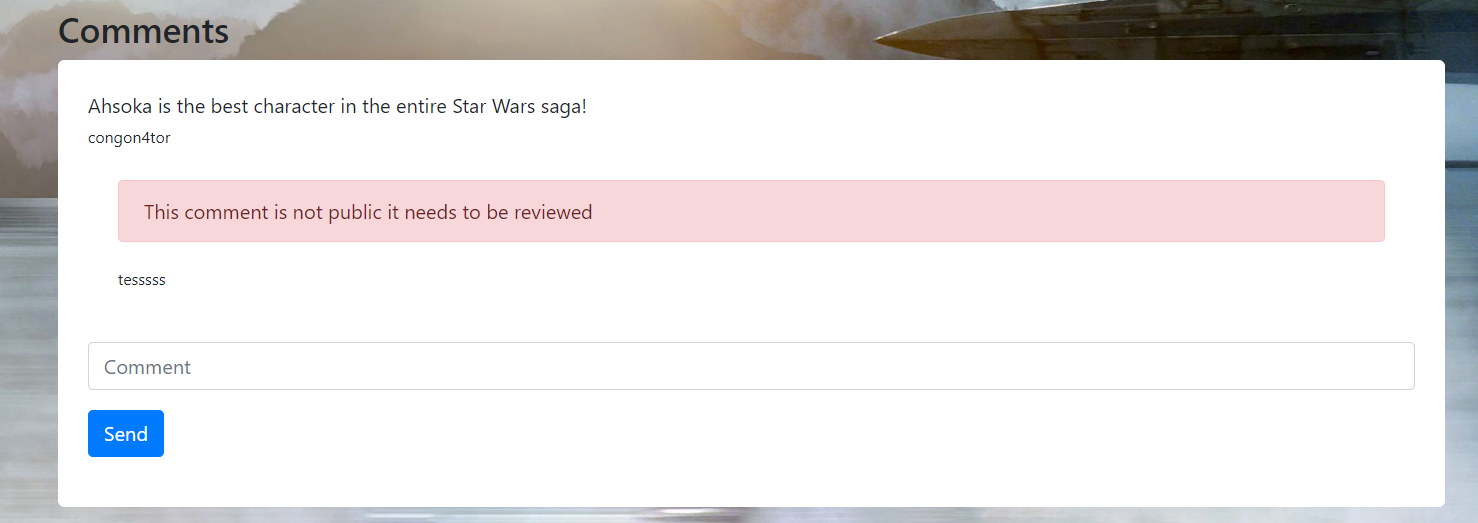 Comments
Ahsoka is the best character in the entire Star Wars saga!
congon4tor
This comment is not public it needs to be reviewed
tesssss
Comment
Send